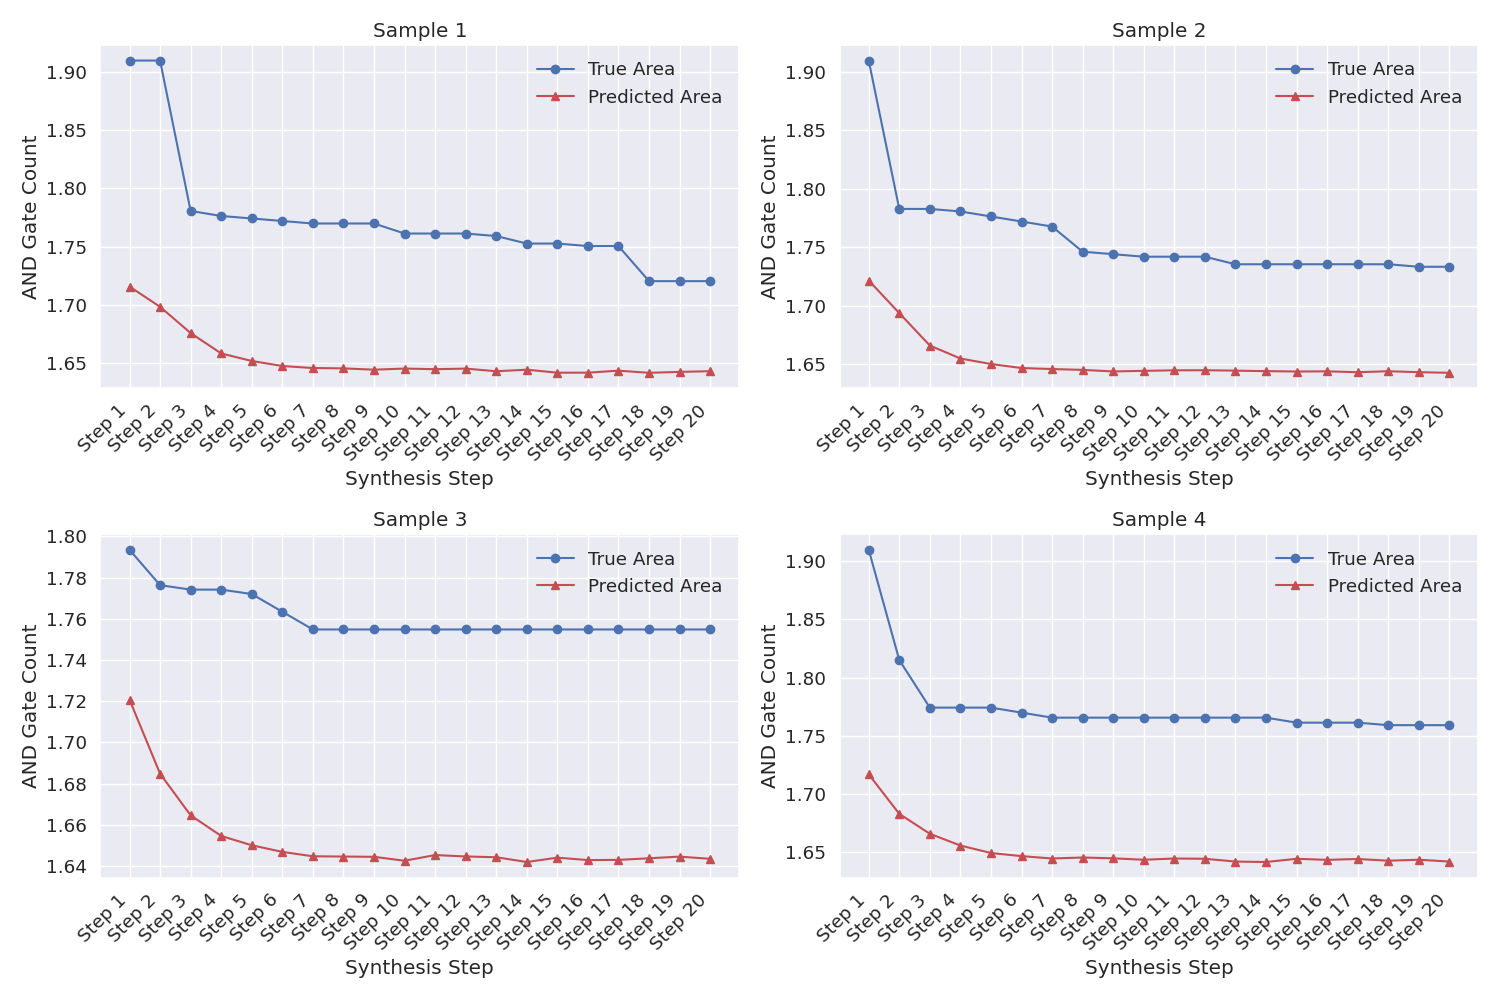 Sample 1
AND Gate Count
1.90
1.85
1.80
1.75
1.70
1.65
True Area
Predicted Area
Step 1
Step 2
Step 3
Step 4
Step 5
Step 6
Step 7
Step 8
Step 9
Step 10
Step 11
Step 12
Step 13
Step 14
Step 15
Step 16
Step 17
Step 18
Step 19
Step 20
Synthesis Step
Sample 2
AND Gate Count
1.90
1.85
1.80
1.75
1.70
1.65
True Area
Predicted Area
Step 1
Step 2
Step 3
Step 4
Step 5
Step 6
Step 7
Step 8
Step 9
Step 10
Step 11
Step 12
Step 13
Step 14
Step 15
Step 16
Step 17
Step 18
Step 19
Step 20
Synthesis Step
Sample 3
AND Gate Count
1.80
1.78
1.76
1.74
1.72
1.70
1.68
1.66
1.64
True Area
Predicted Area
Step 1
Step 2
Step 3
Step 4
Step 5
Step 6
Step 7
Step 8
Step 9
Step 10
Step 11
Step 12
Step 13
Step 14
Step 15
Step 16
Step 17
Step 18
Step 19
Step 20
Synthesis Step
Sample 4
AND Gate Count
1.90
1.85
1.80
1.75
1.70
1.65
True Area
Predicted Area
Step 1
Step 2
Step 3
Step 4
Step 5
Step 6
Step 7
Step 8
Step 9
Step 10
Step 11
Step 12
Step 13
Step 14
Step 15
Step 16
Step 17
Step 18
Step 19
Step 20
Synthesis Step